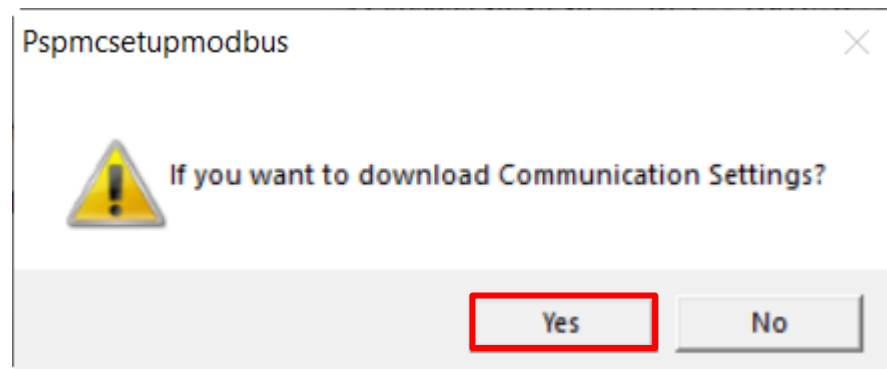 Pspmcsetupmodbus
If you want to download Communication Settings?
Yes
No